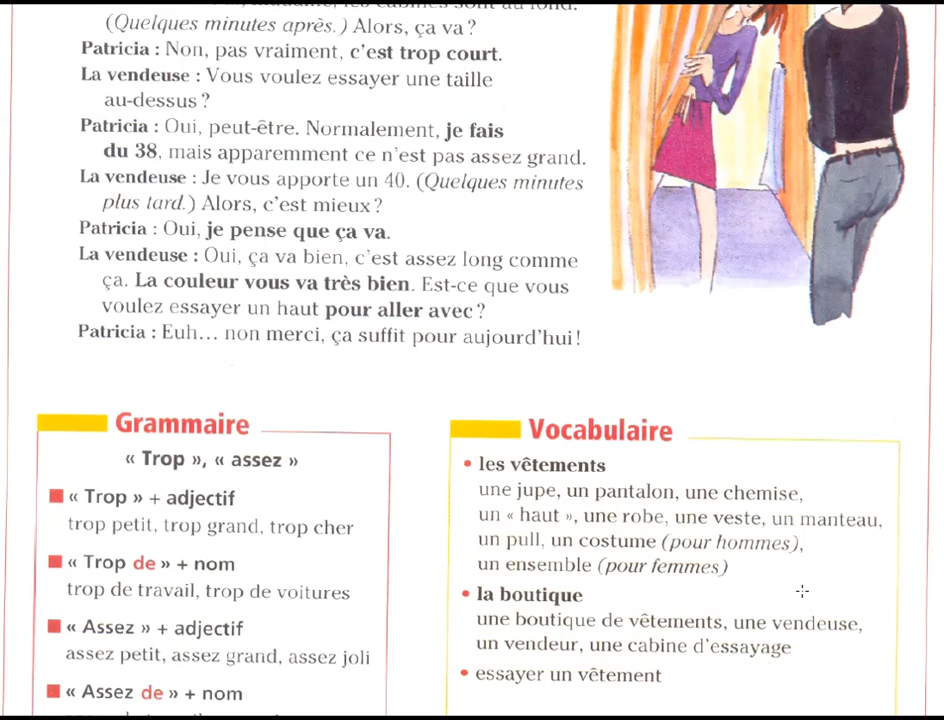 madame, les cabines sont au fond.
(Quelques minutes après.) Alors, ça va ?
Patricia : Non, pas vraiment, c'est trop court.
La vendeuse : Vous voulez essayer une taille
au-dessus ?
Patricia : Oui, peut-être. Normalement, je fais
du 38, mais apparemment ce n'est pas assez grand.
La vendeuse : Je vous apporte un 40. (Quelques minutes
plus tard.) Alors, c'est mieux ?
Patricia : Oui, je pense que ça va.
La vendeuse : Oui, ça va bien, c'est assez long comme
ça. La couleur vous va très bien. Est-ce que vous
voulez essayer un haut pour aller avec ?
Patricia : Euh... non merci, ça suffit pour aujourd'hui !
Grammaire
« Trop », « assez »
« Trop » + adjectif
trop petit, trop grand, trop cher
« Trop de » + nom
trop de travail, trop de voitures
« Assez » + adjectif
assez petit, assez grand, assez joli
« Assez de » + nom
Vocabulaire
• les vêtements
une jupe, un pantalon, une chemise,
un « haut », une robe, une veste, un manteau,
un pull, un costume (pour hommes),
un ensemble (pour femmes)
• la boutique
une boutique de vêtements, une vendeuse,
un vendeur, une cabine d'essayage
• essayer un vêtement